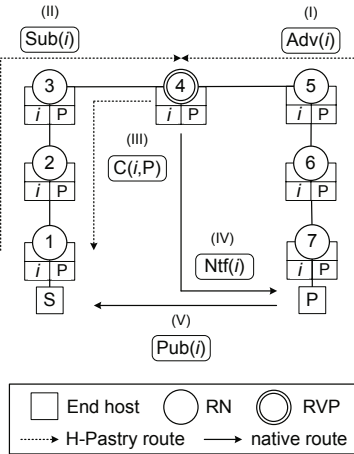 (II) (I)
Sub(i) Adv(i)
3 4 5
i P i P i P
(III)
2 C(i,P) 6
i P i P
1 (IV) 7
i P Ntf(i) i P
S P
(V)
Pub(i)
End host RN RVP
H-Pastry route native route